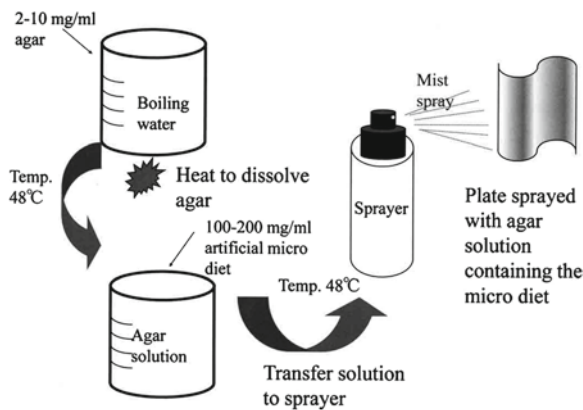 2-10 mg/ml
agar
Boiling
water
Temp.
48℃
Heat to dissolve
agar
100-200 mg/ml
artificial micro
diet
Agar
solution
Temp. 48℃
Transfer solution
to sprayer
Sprayer
Mist
spray
Plate sprayed
with agar
solution
containing the
micro diet